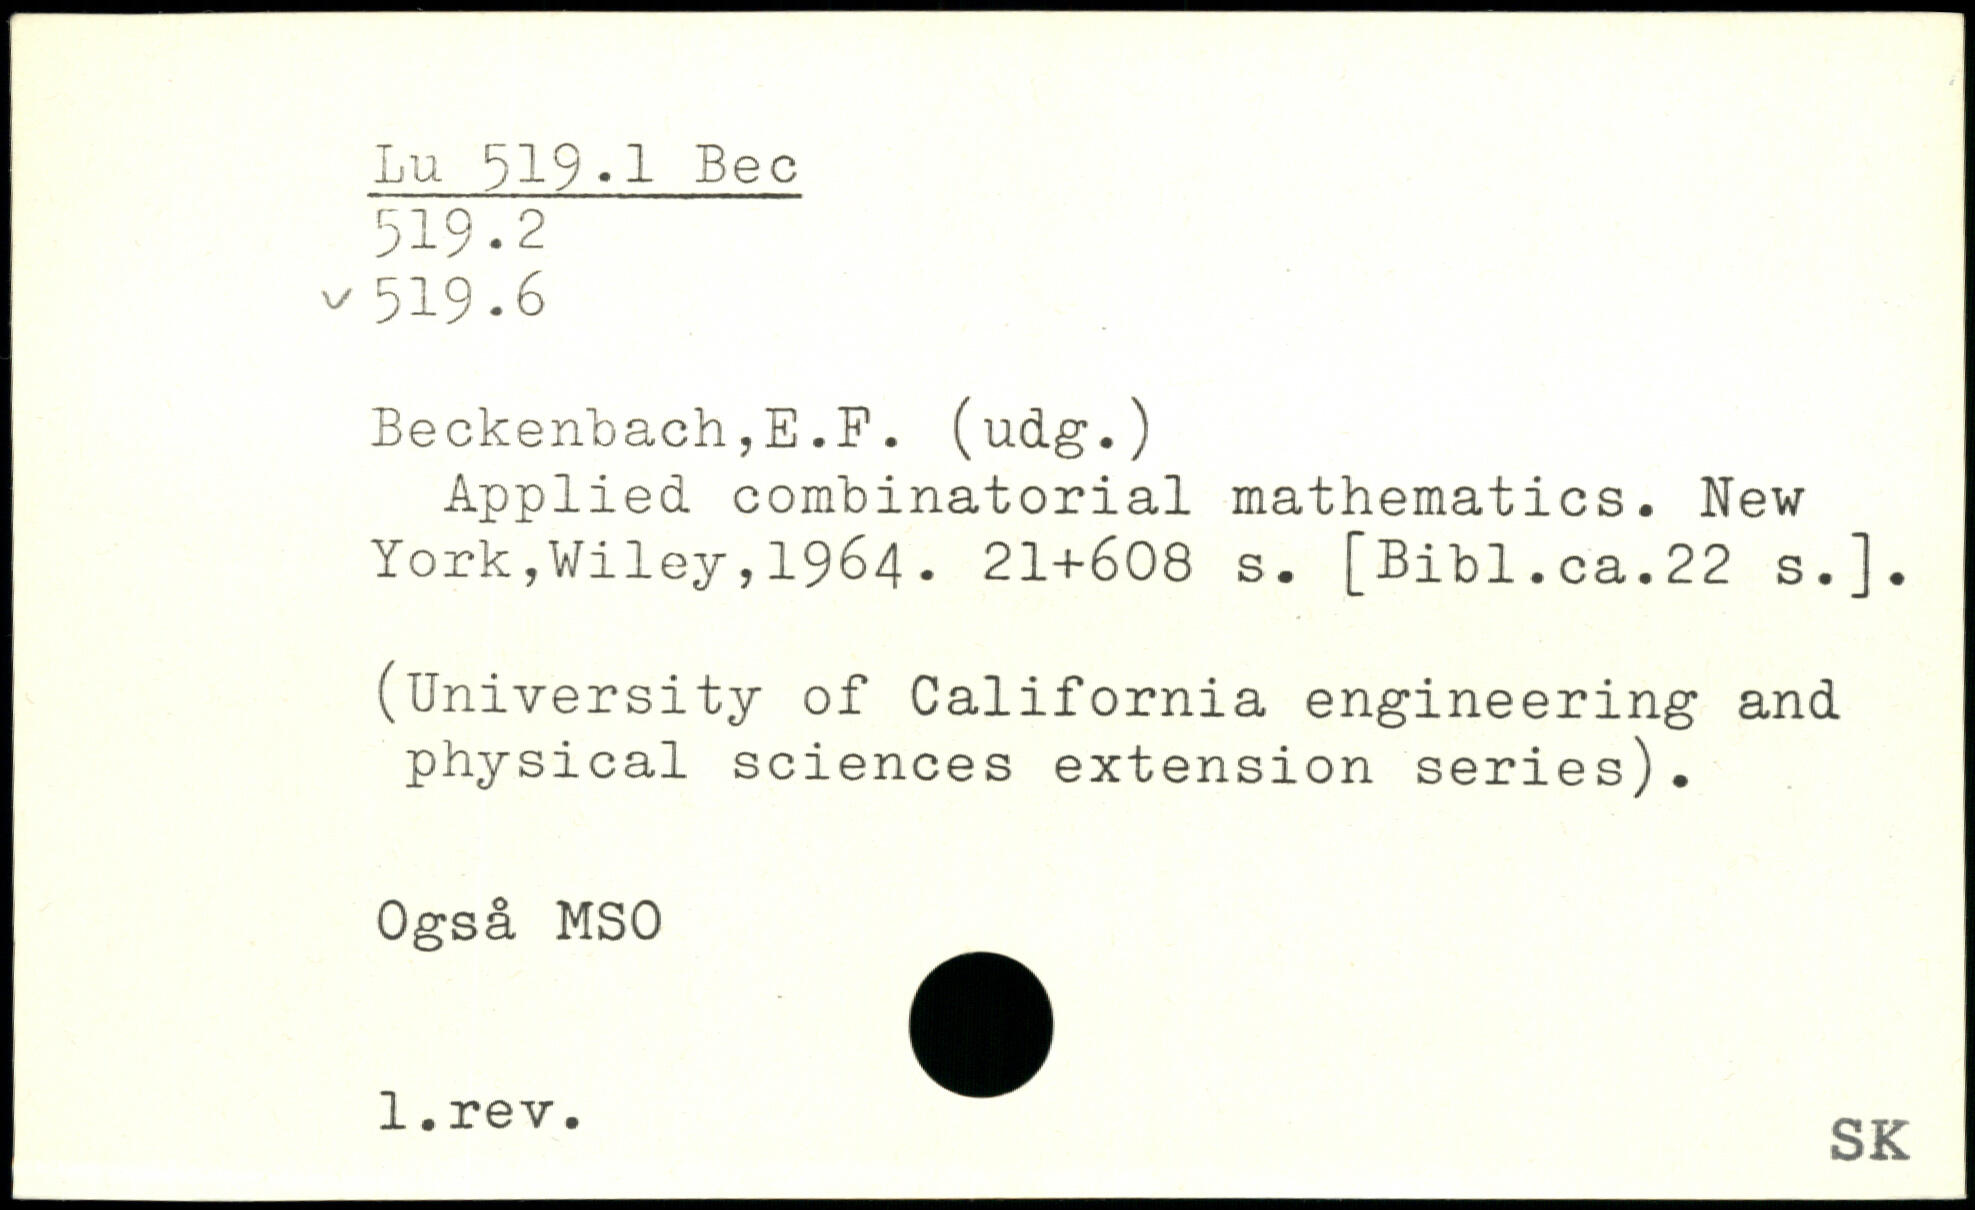 Lu 519.1 Bec
519.2
✓ 519.6
Beckenbach,E.F. (udg.)
Applied combinatorial mathematics. New
York,Wiley,1964. 21+608 s. [Bibl.ca.22 s.].
(University of California engineering and
physical sciences extension series).
Også MSO
1.rev.
SK